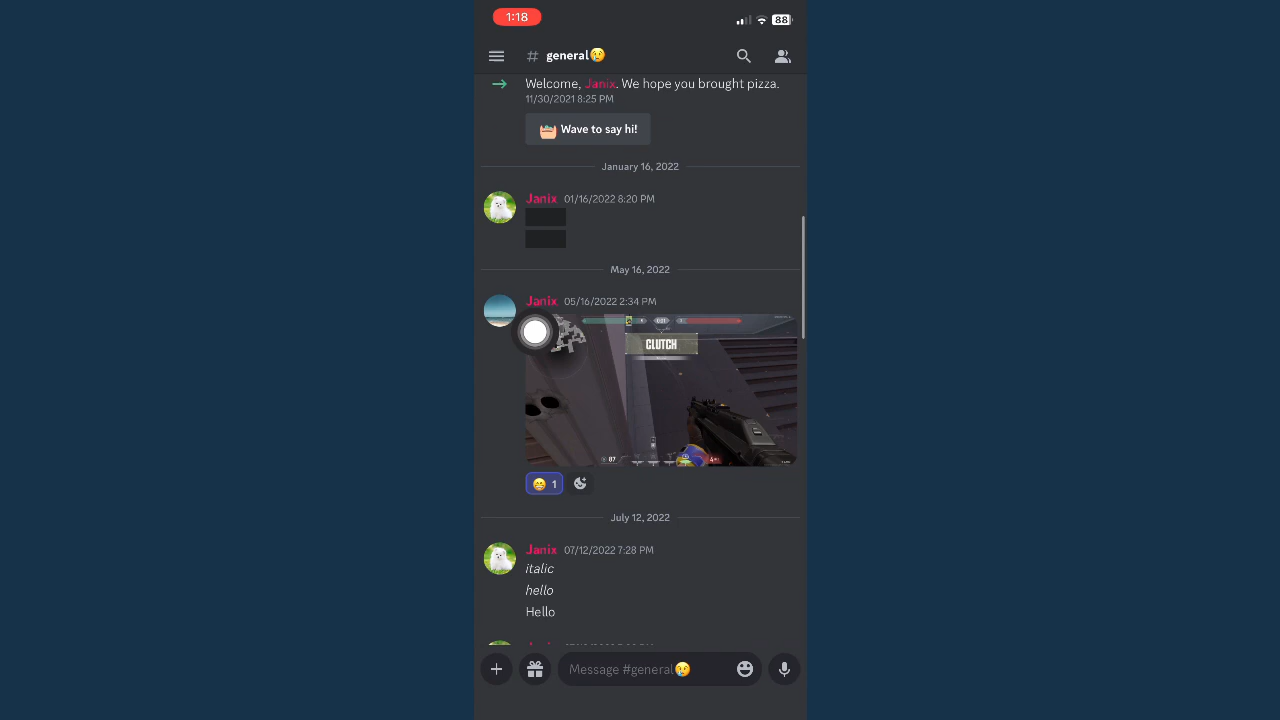 1:18
88
# general😢
Welcome, Janix. We hope you brought pizza.
11/30/2021 8:25 PM
Wave to say hi!
January 16, 2022
Janix 01/16/2022 8:20 PM
May 16, 2022
Janix 05/16/2022 2:34 PM
0:01
CLUTCH
87
😁 1
July 12, 2022
Janix 07/12/2022 7:28 PM
italic
hello
Hello
Message #general😢